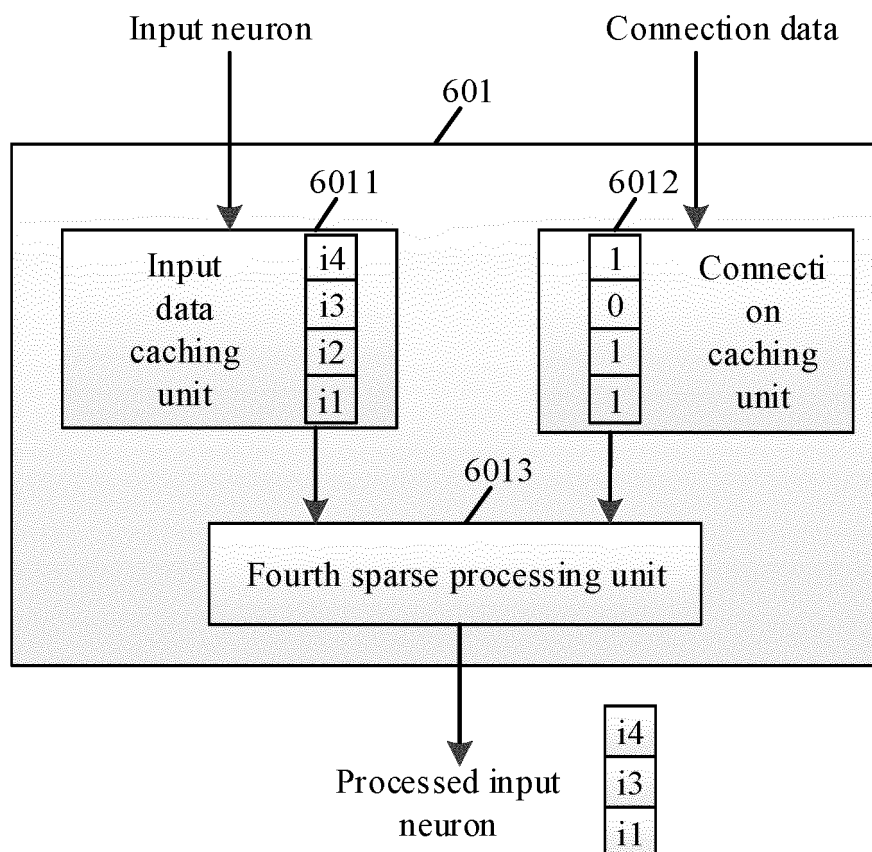 Input neuron
Connection data
601
6011
6012
Input
data
caching
unit
i4
i3
i2
i1
1
0
1
1
Connecti
on
caching
unit
6013
Fourth sparse processing unit
Processed input
neuron
i4
i3
i1